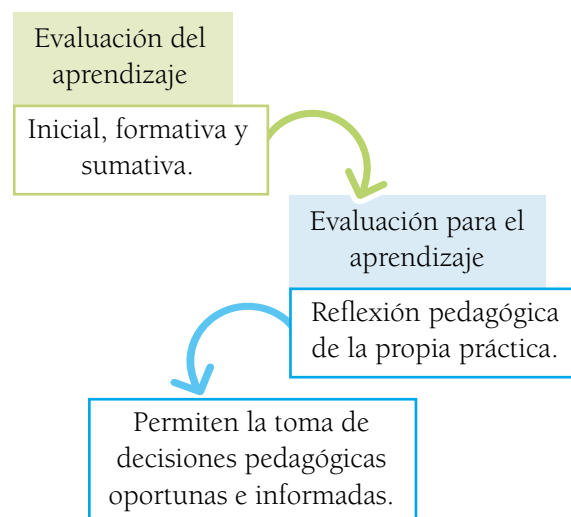 Evaluación del
aprendizaje
Inicial, formativa y
sumativa.
Evaluación para el
aprendizaje
Reflexión pedagógica
de la propia práctica.
Permiten la toma de
decisiones pedagógicas
oportunas e informadas.